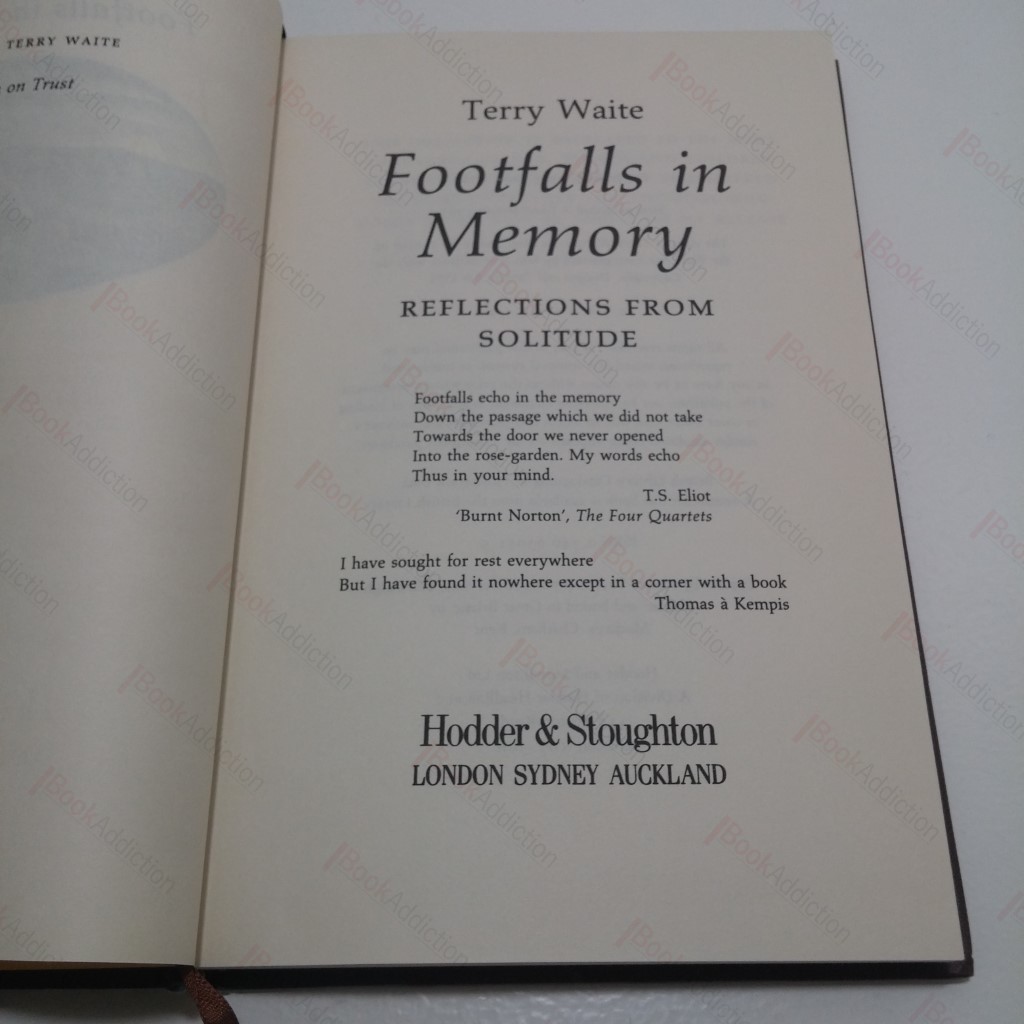 TERRY WAITE
on Trust
Terry Waite
Footfalls in
Memory
REFLECTIONS FROM
SOLITUDE
Footfalls echo in the memory
Down the passage which we did not take
Towards the door we never opened
Into the rose-garden. My words echo
Thus in your mind.
T.S. Eliot
‘Burnt Norton’, The Four Quartets
I have sought for rest everywhere
But I have found it nowhere except in a corner with a book
Thomas à Kempis
Hodder & Stoughton
LONDON SYDNEY AUCKLAND
BookAddiction